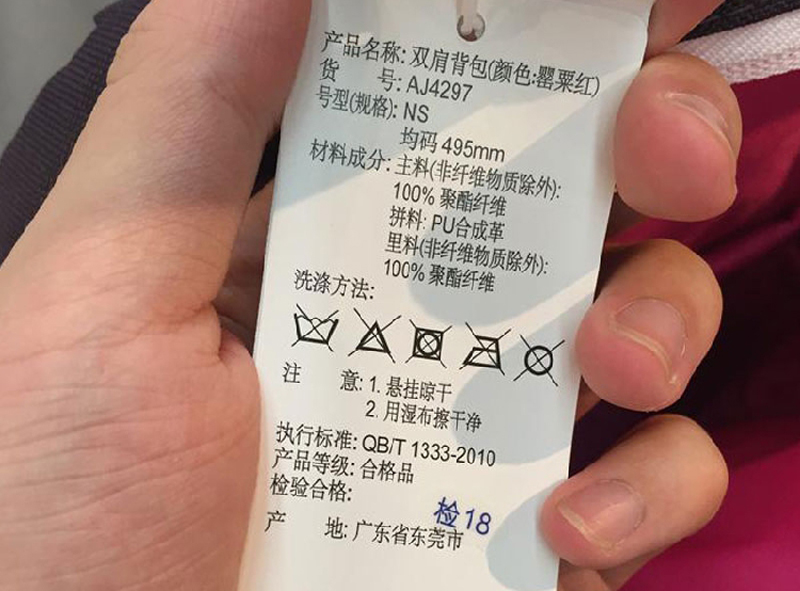 产品名称: 双肩背包(颜色:罂粟红)
货 号: AJ4297
号型(规格): NS
均码 495mm
材料成分: 主料(非纤维物质除外):
100% 聚酯纤维
拼料: PU合成革
里料(非纤维物质除外):
100% 聚酯纤维
洗涤方法:
注 意: 1. 悬挂晾干
2. 用湿布擦干净
执行标准: QB/T 1333-2010
产品等级: 合格品
检验合格:
检18
产 地: 广东省东莞市